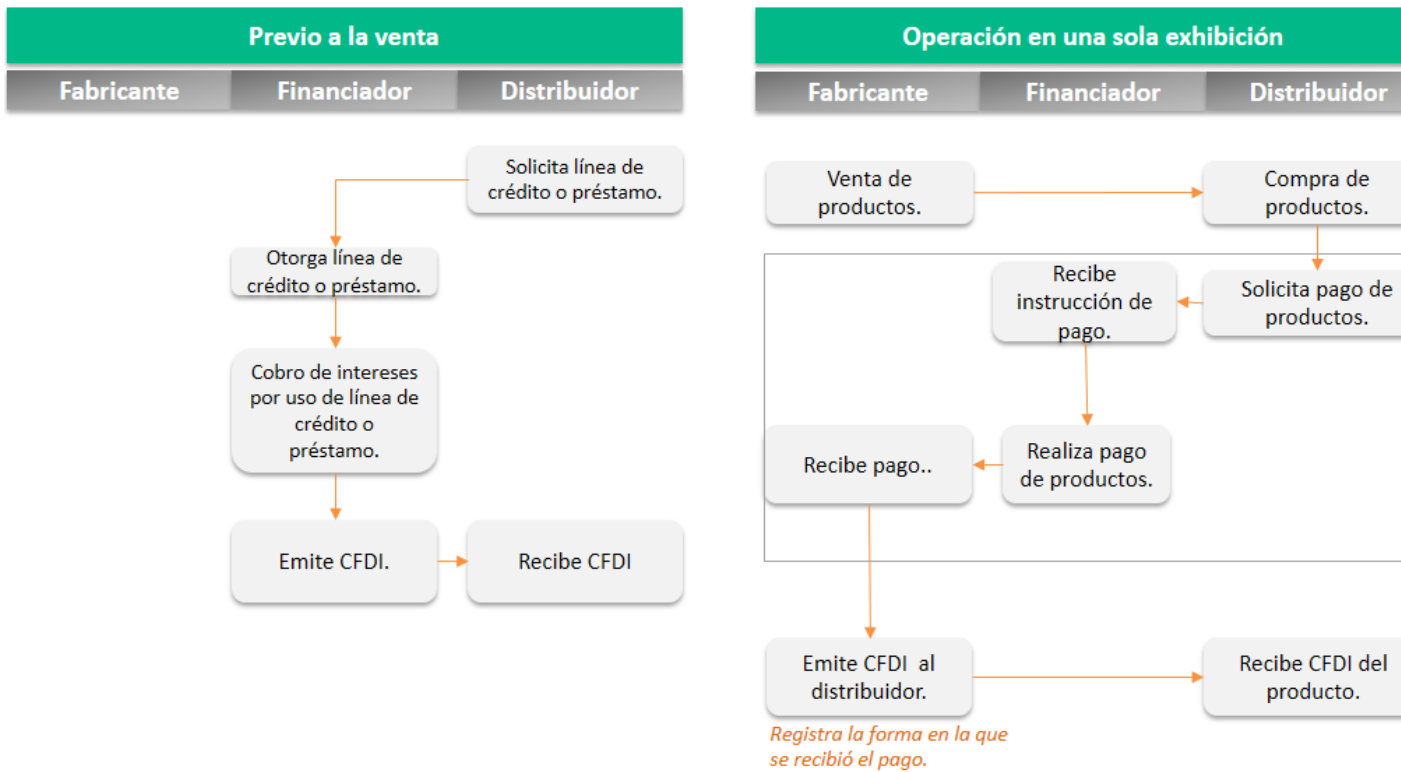 Previo a la venta
Fabricante
Financiador
Distribuidor
Solicita línea de
crédito o préstamo.
Otorga línea de
crédito o préstamo.
Cobro de intereses
por uso de línea de
crédito o
préstamo.
Emite CFDI.
Recibe CFDI
Operación en una sola exhibición
Fabricante
Financiador
Distribuidor
Venta de
productos.
Compra de
productos.
Solicita pago de
productos.
Recibe
instrucción de
pago.
Realiza pago
de productos.
Recibe pago..
Emite CFDI al
distribuidor.
Recibe CFDI del
producto.
Registra la forma en la que
se recibió el pago.